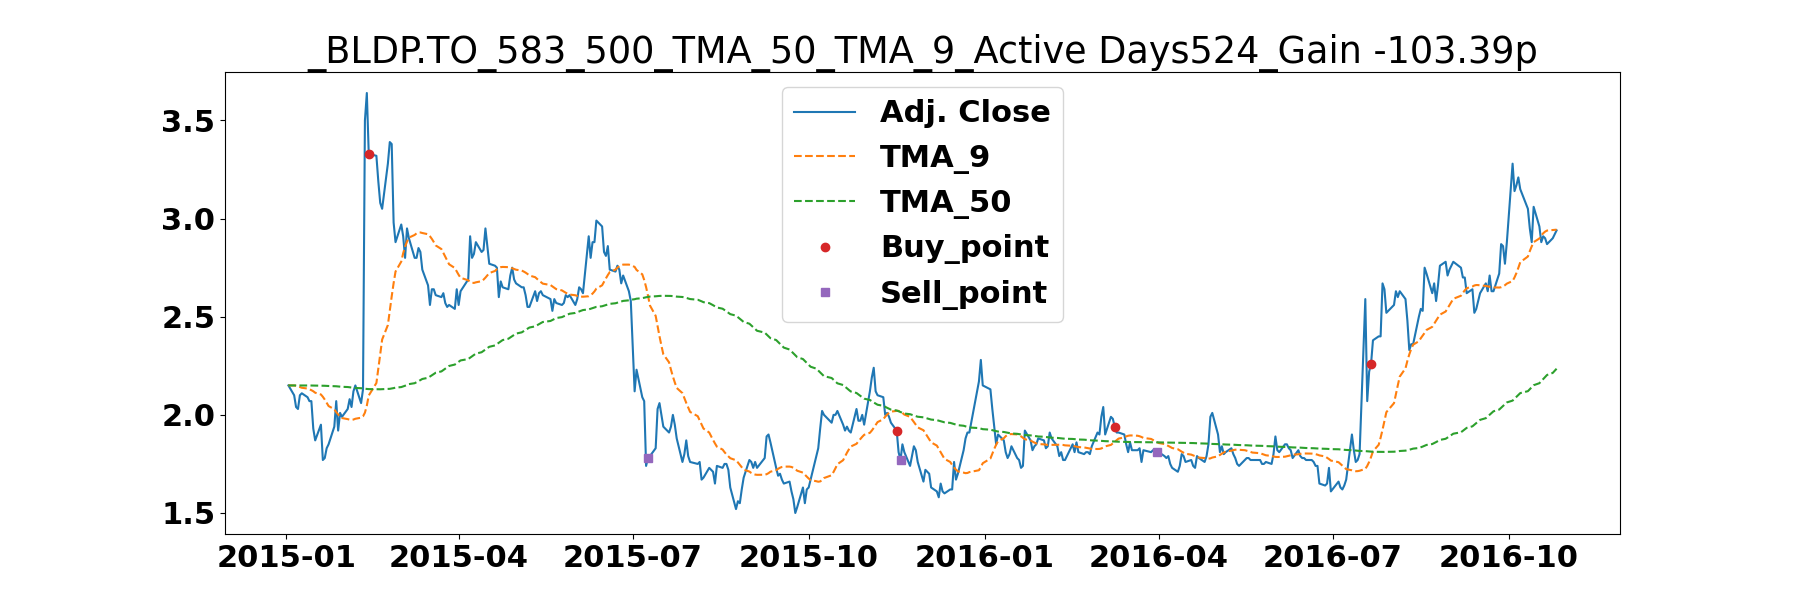 _BLDP.TO_583_500_TMA_50_TMA_9_Active Days524_Gain -103.39p
3.5
3.0
2.5
2.0
1.5
Adj. Close
TMA_9
TMA_50
Buy_point
Sell_point
2015-01 2015-04 2015-07 2015-10 2016-01 2016-04 2016-07 2016-10